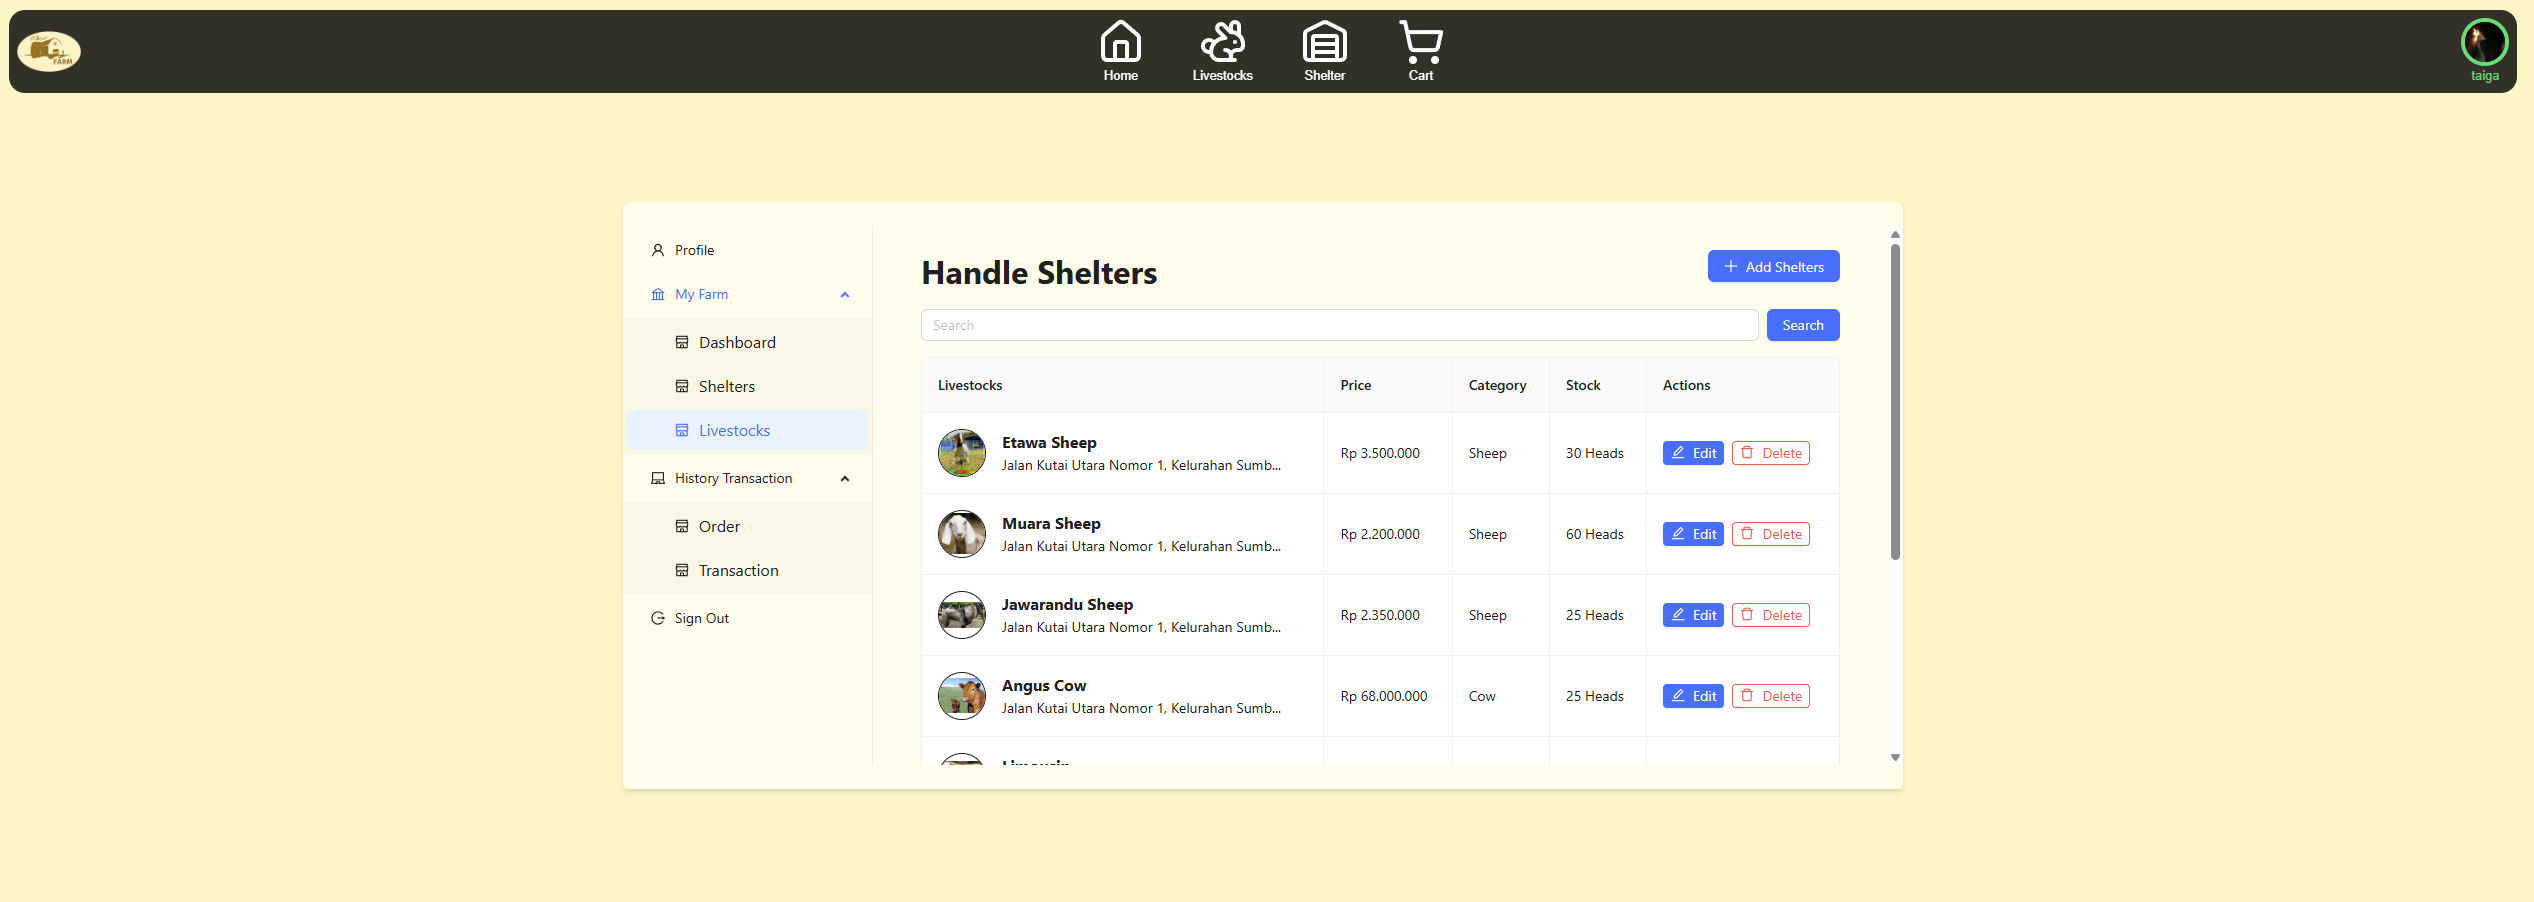 FARM
Home
Livestocks
Shelter
Cart
taiga
Profile
My Farm
Dashboard
Shelters
Livestocks
History Transaction
Order
Transaction
Sign Out
Handle Shelters
Add Shelters
Search
Search
Livestocks Price Category Stock Actions
Etawa Sheep
Jalan Kutai Utara Nomor 1, Kelurahan Sumb...
Rp 3.500.000 Sheep 30 Heads Edit Delete
Muara Sheep
Jalan Kutai Utara Nomor 1, Kelurahan Sumb...
Rp 2.200.000 Sheep 60 Heads Edit Delete
Jawarandu Sheep
Jalan Kutai Utara Nomor 1, Kelurahan Sumb...
Rp 2.350.000 Sheep 25 Heads Edit Delete
Angus Cow
Jalan Kutai Utara Nomor 1, Kelurahan Sumb...
Rp 68.000.000 Cow 25 Heads Edit Delete
Limousin